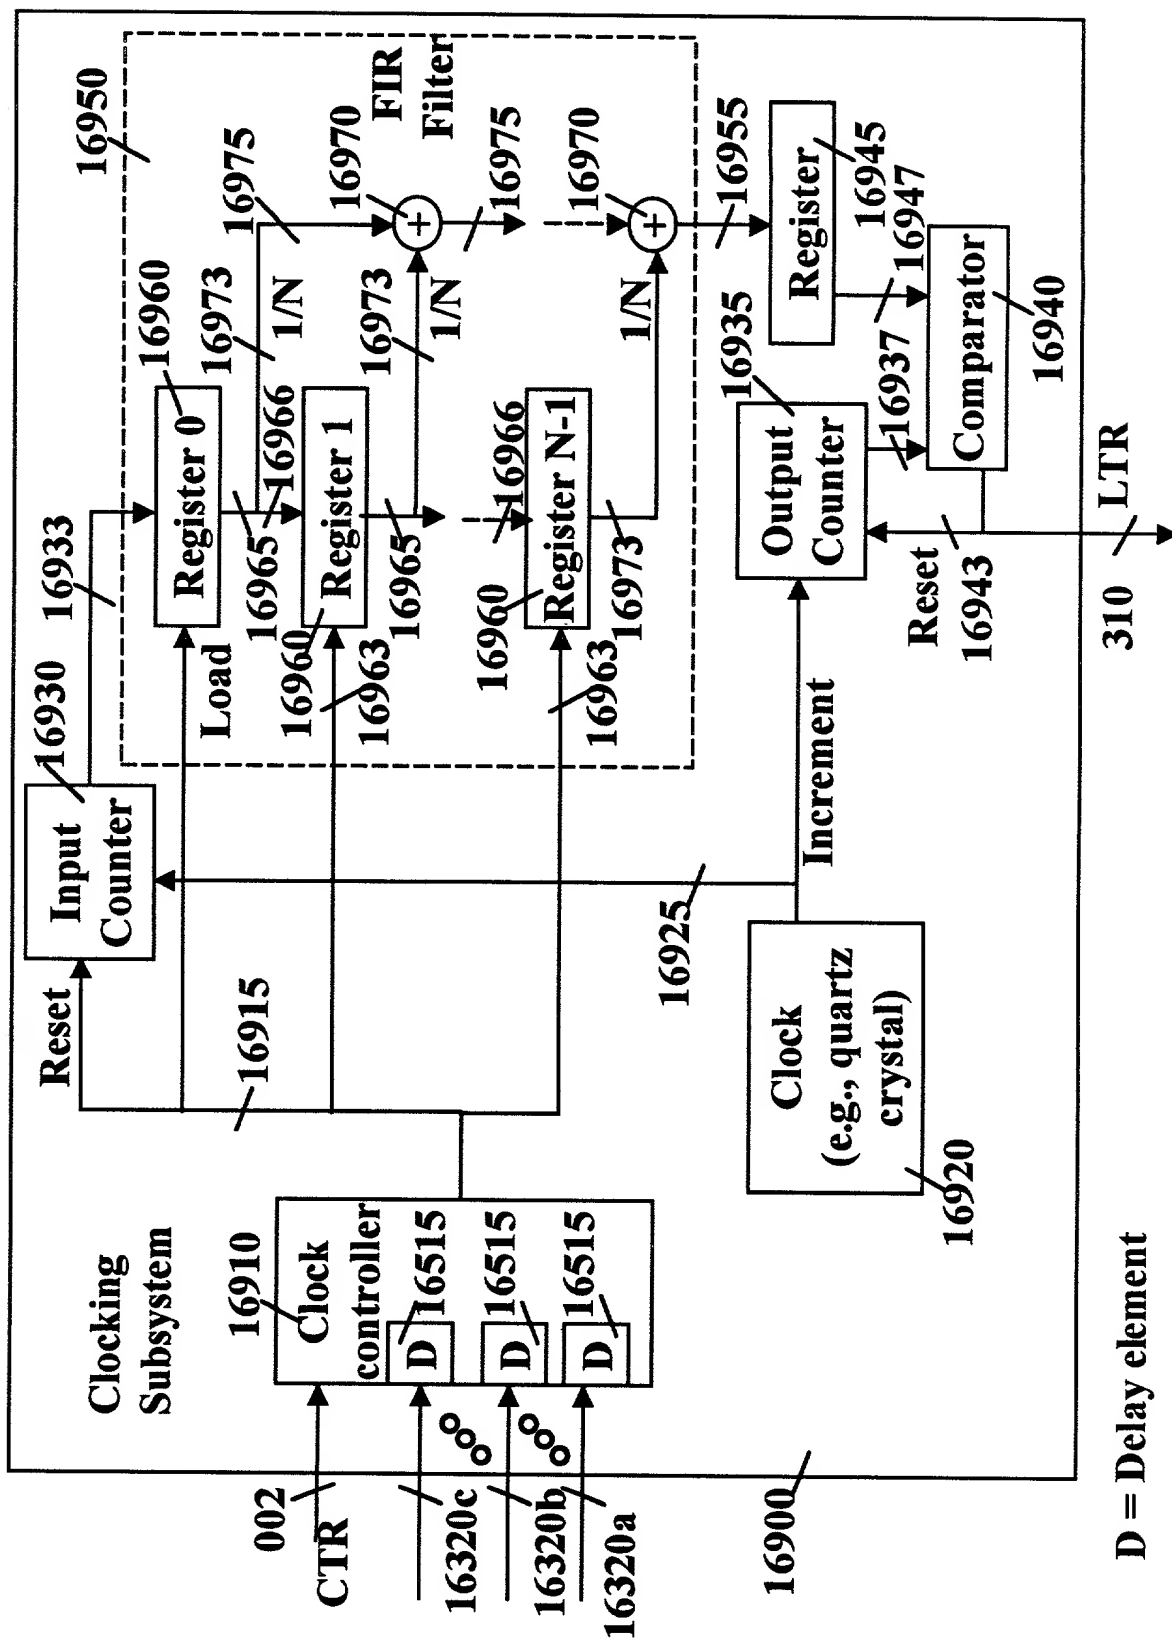 Clocking
Subsystem
002
CTR
16320c
16320b
16320a
16910
Clock
controller
D
16515
D
16515
D
16515
16900
D = Delay element
Reset
16915
Input
Counter
16930
16933
16925
Clock
(e.g., quartz
crystal)
16920
Increment
16950
FIR
Filter
Load
Register 0
16960
16965
16966
16973
1/N
16975
16970
+
16960
Register 1
16963
16965
16973
1/N
16975
16960
Register N-1
16963
16966
16973
1/N
16970
+
16955
Register
16945
16947
Output
Counter
16935
16937
Comparator
16940
Reset
16943
310
LTR